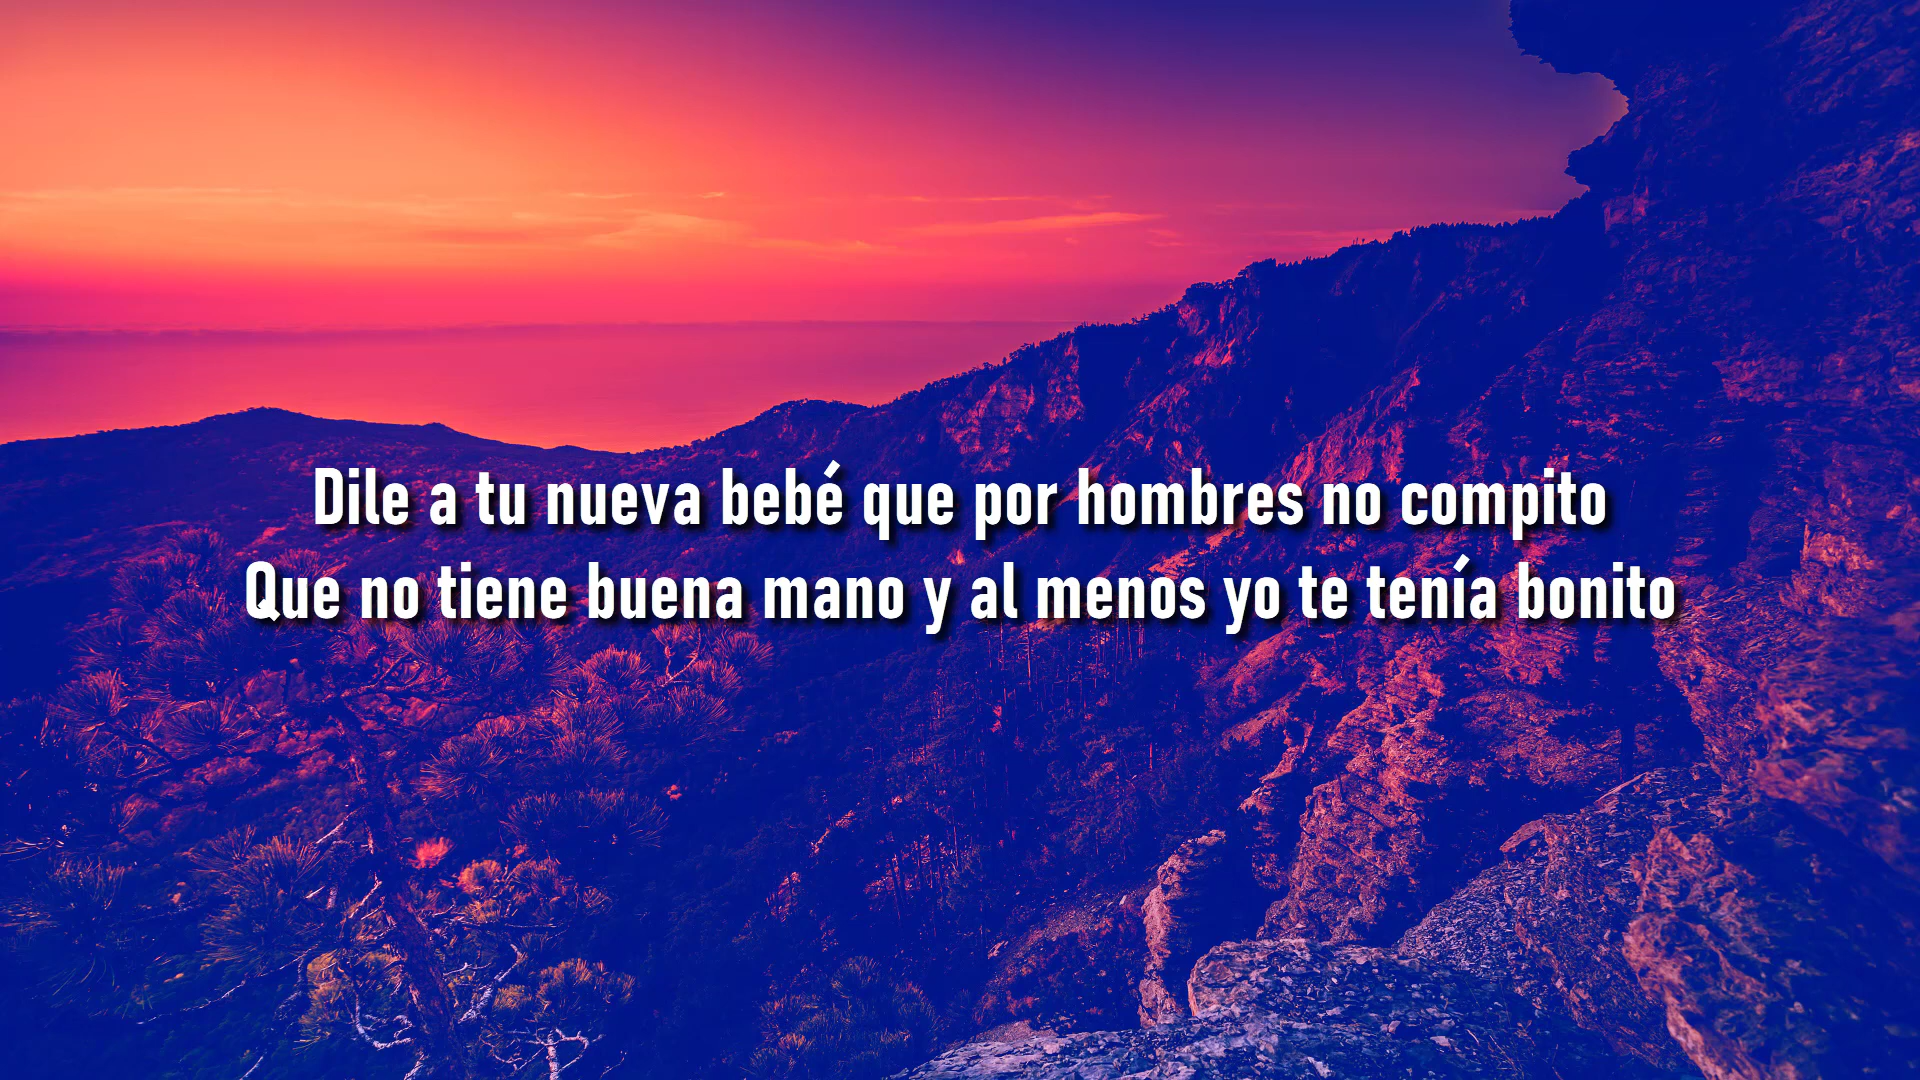 Dile a tu nueva bebé que por hombres no compito
Que no tiene buena mano y al menos yo te tenía bonito